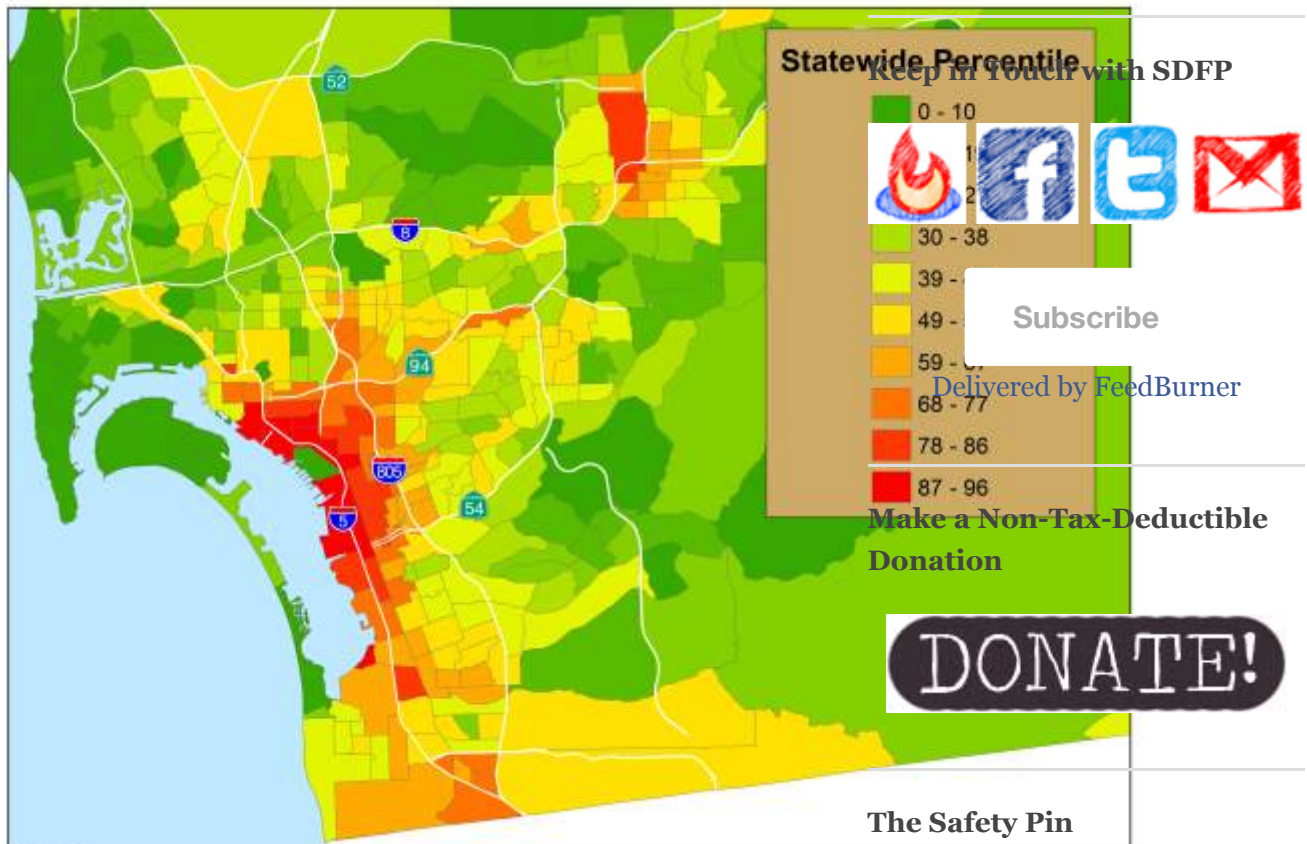 Statewide Percentile
Keep in Touch with SDFP
0 - 10
30 - 38
39 -
49 -
59 -
68 - 77
78 - 86
87 - 96
Subscribe
Delivered by FeedBurner
Make a Non-Tax-Deductible
Donation
DONATE!
The Safety Pin
52
8
94
805
54
5